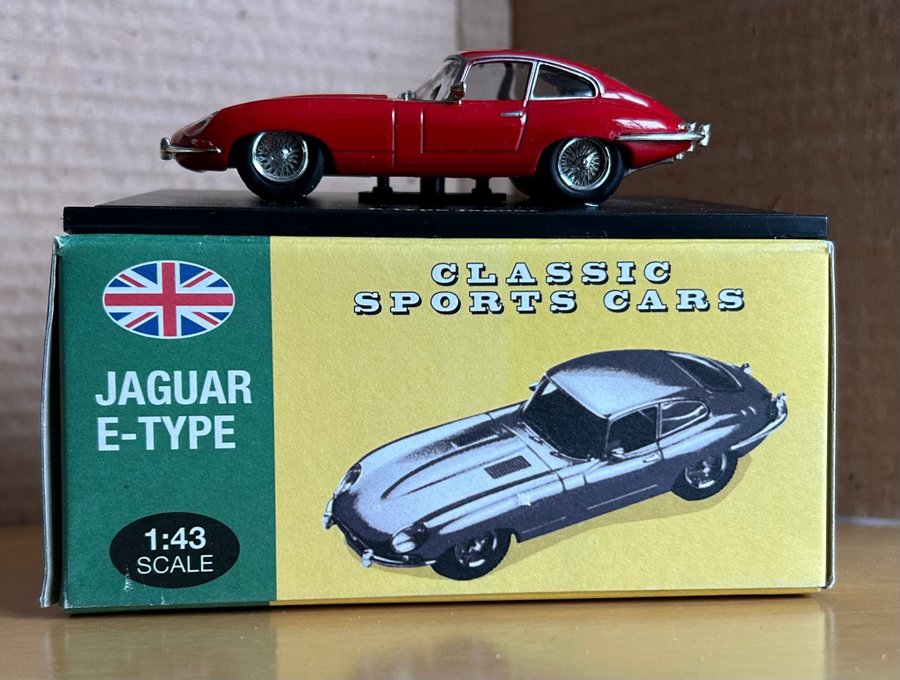 CLASSIC
SPORTS CARS
JAGUAR
E-TYPE
1:43
SCALE